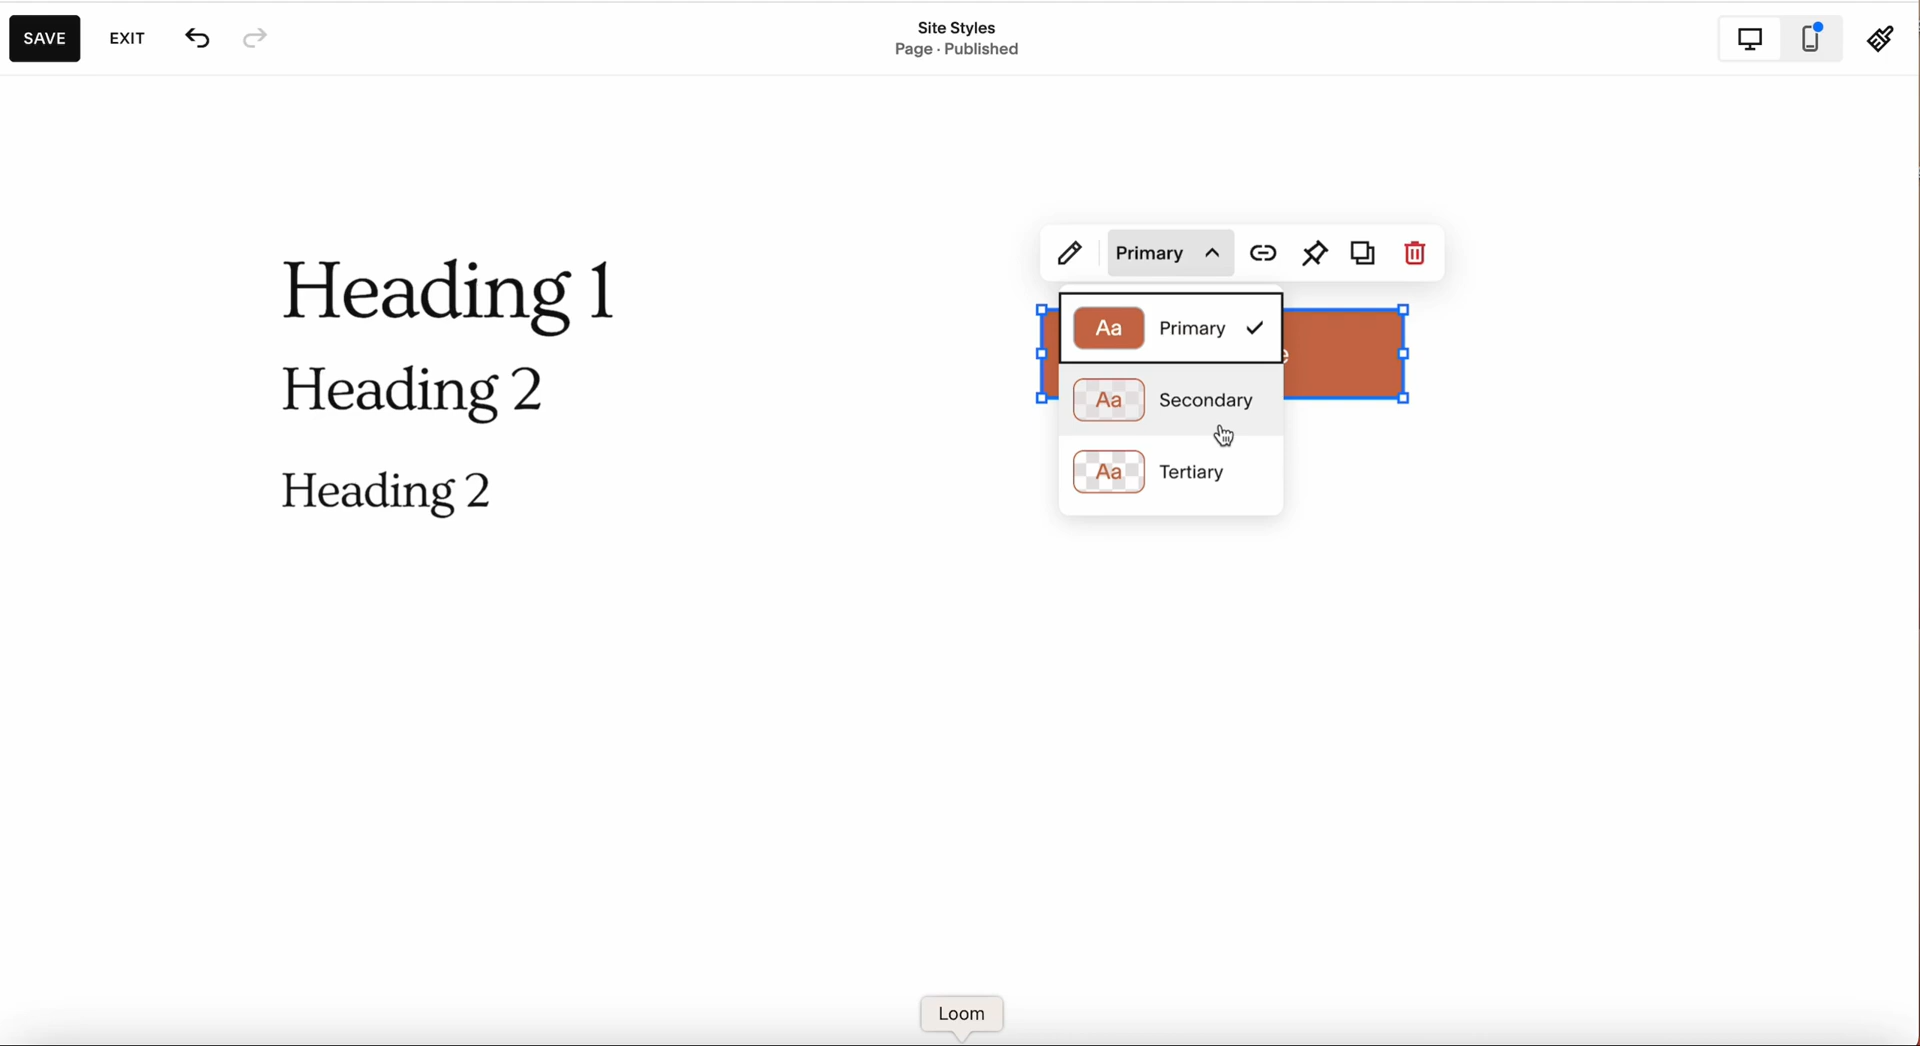 SAVE
EXIT
Site Styles
Page · Published
Heading 1
Heading 2
Heading 2
Primary
Aa Primary
Aa Secondary
Aa Tertiary
Loom